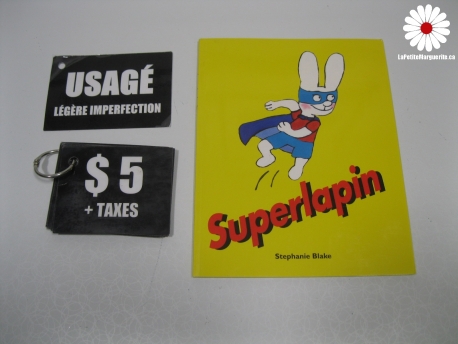 LaPetiteMarguerite.ca
USAGÉ
LÉGÈRE IMPERFECTION
$ 5
+ TAXES
Superlapin
Stephanie Blake